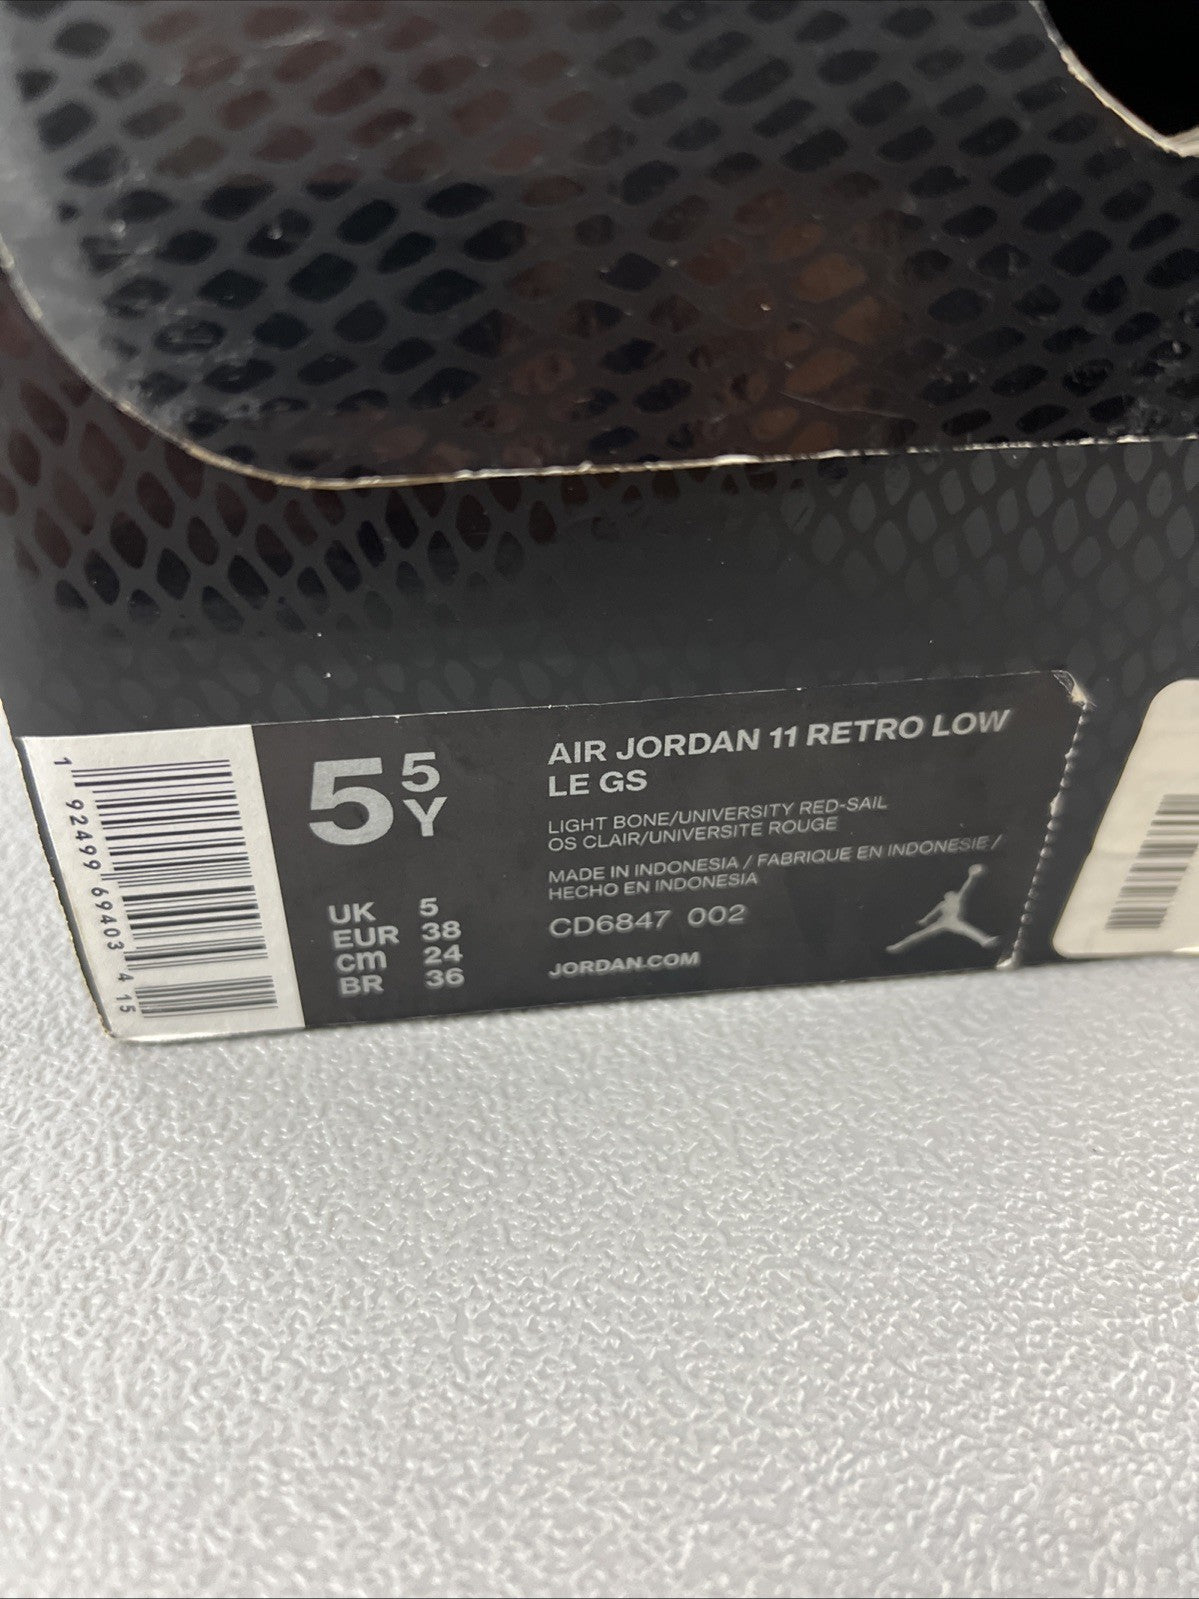 1 92499 69403 4 15
5 5 Y
UK 5
EUR 38
cm 24
BR 36
AIR JORDAN 11 RETRO LOW
LE GS
LIGHT BONE/UNIVERSITY RED-SAIL
OS CLAIR/UNIVERSITE ROUGE
MADE IN INDONESIA / FABRIQUE EN INDONESIE /
HECHO EN INDONESIA
CD6847 002
JORDAN.COM